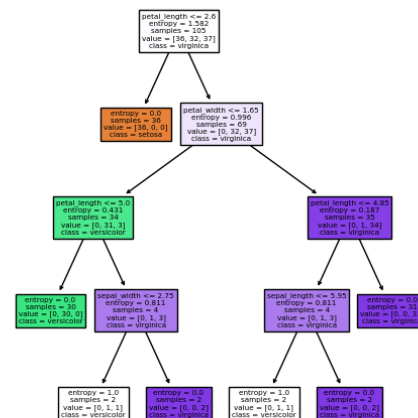 petal_length <= 2.6
entropy = 1.582
samples = 105
value = [36, 32, 37]
class = virginica
entropy = 0.0
samples = 36
value = [36, 0, 0]
class = setosa
petal_width <= 1.65
entropy = 0.996
samples = 69
value = [0, 32, 37]
class = virginica
petal_length <= 5.0
entropy = 0.431
samples = 34
value = [0, 31, 3]
class = versicolor
petal_length <= 4.85
entropy = 0.187
samples = 35
value = [0, 1, 34]
class = virginica
entropy = 0.0
samples = 30
value = [0, 30, 0]
class = versicolor
sepal_width <= 2.75
entropy = 0.811
samples = 4
value = [0, 1, 3]
class = virginica
sepal_length <= 5.95
entropy = 0.811
samples = 4
value = [0, 1, 3]
class = virginica
entropy = 0.0
samples = 31
value = [0, 0, 
class = virginica
entropy = 1.0
samples = 2
value = [0, 1, 1]
class = versicolor
entropy = 0.0
samples = 2
value = [0, 0, 2]
class = virginica
entropy = 1.0
samples = 2
value = [0, 1, 1]
class = versicolor
entropy = 0.0
samples = 2
value = [0, 0, 2]
class = virginica